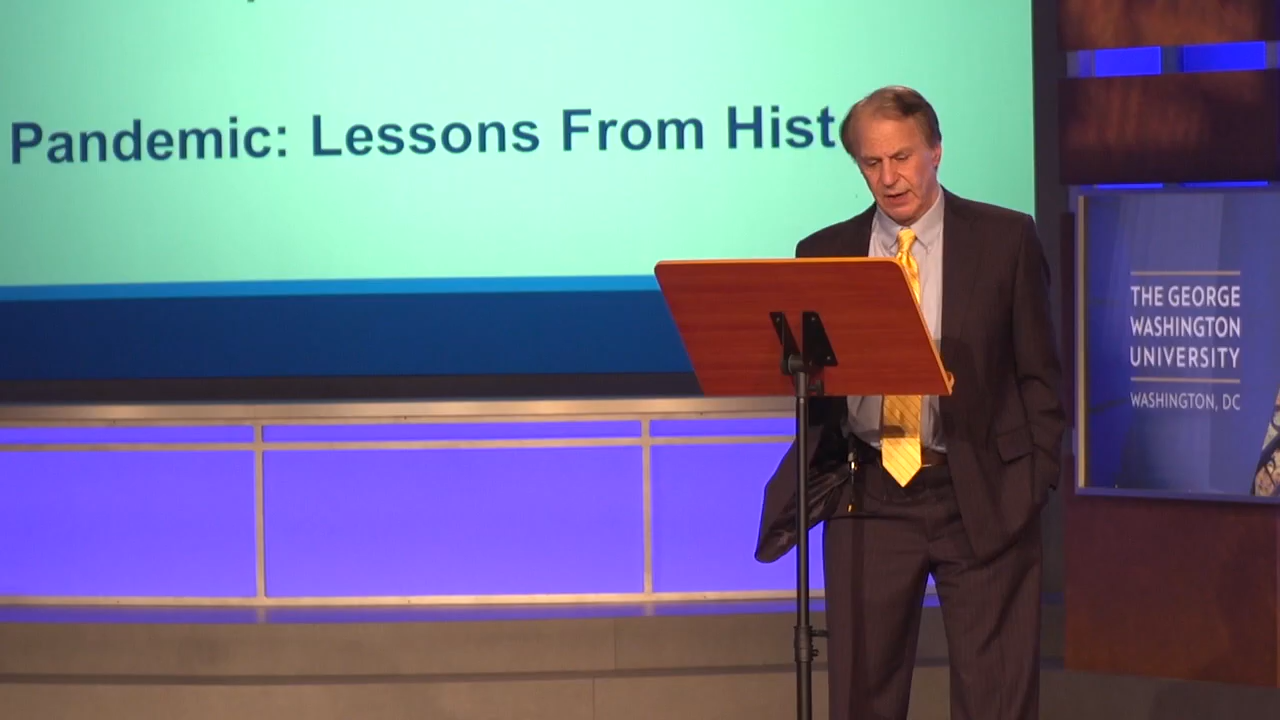 Pandemic: Lessons From Hist
THE GEORGE
WASHINGTON
UNIVERSITY
WASHINGTON, DC